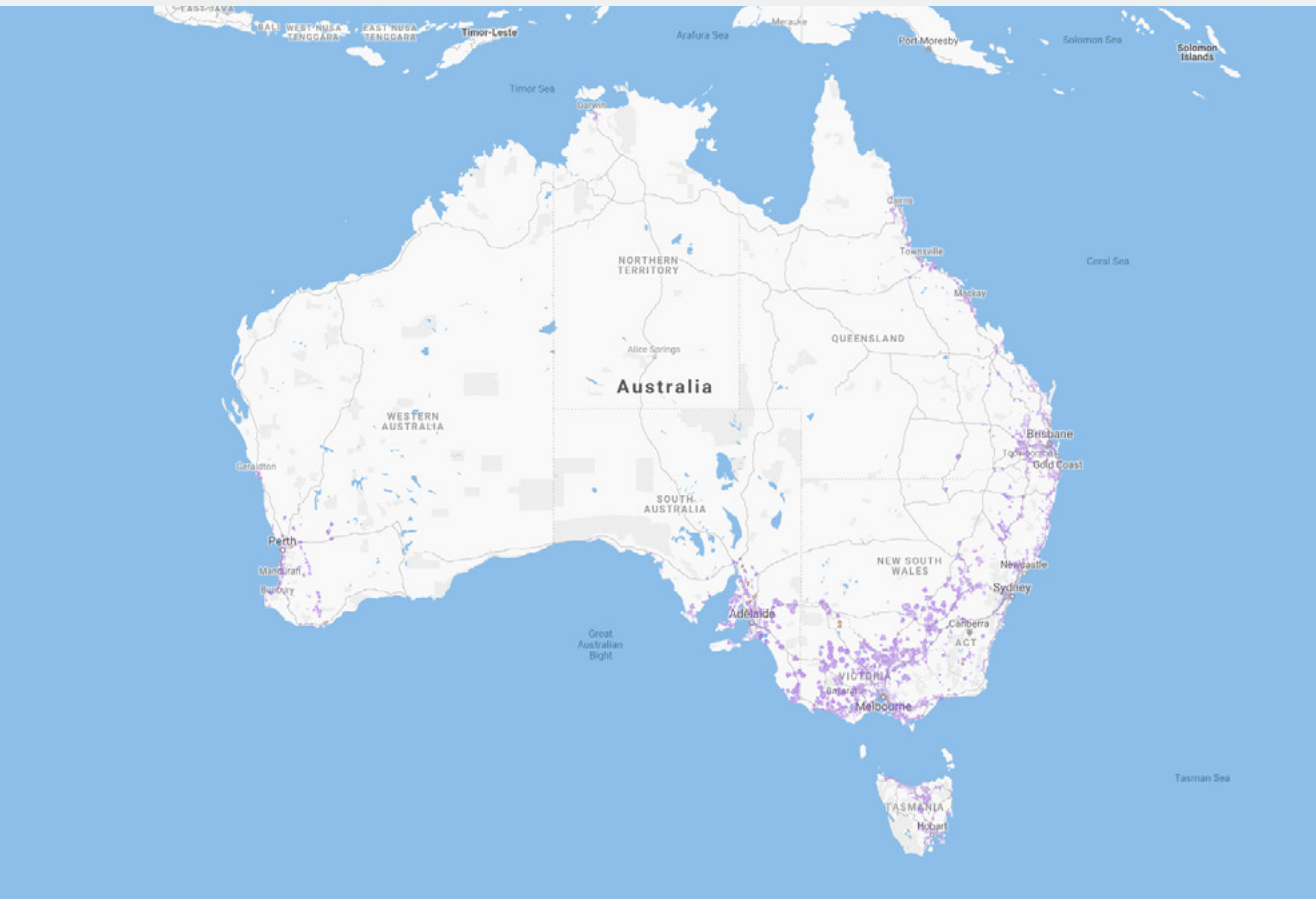 EAST JAVA
BALI
WEST NUSA
TENGGARA
EAST NUSA
TENGGARA
Timor-Leste
Arafura Sea
Merauke
Port Moresby
Solomon Sea
Solomon
Islands
Timor Sea
Darwin
Cairns
Townsville
Coral Sea
NORTHERN
TERRITORY
Mackay
QUEENSLAND
Alice Springs
Australia
WESTERN
AUSTRALIA
Brisbane
Toowoomba
Gold Coast
Geraldton
SOUTH
AUSTRALIA
Perth
NEW SOUTH
WALES
Newcastle
Mandurah
Bunbury
Sydney
Adelaide
Canberra
ACT
Great
Australian
Bight
VICTORIA
Ballarat
Melbourne
Tasman Sea
TASMANIA
Hobart